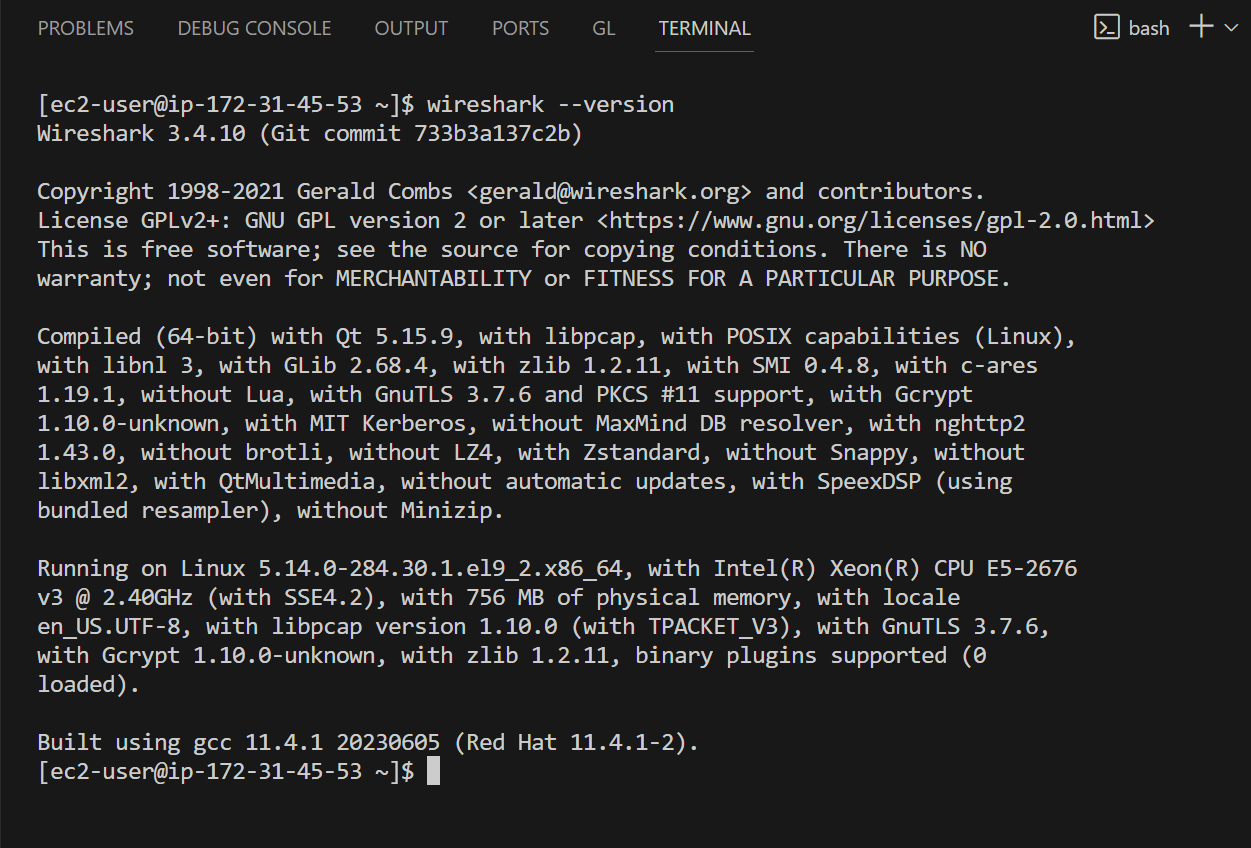 PROBLEMS DEBUG CONSOLE OUTPUT PORTS GL TERMINAL bash
[ec2-user@ip-172-31-45-53 ~]$ wireshark --version
Wireshark 3.4.10 (Git commit 733b3a137c2b)
Copyright 1998-2021 Gerald Combs <gerald@wireshark.org> and contributors.
License GPLv2+: GNU GPL version 2 or later <https://www.gnu.org/licenses/gpl-2.0.html>
This is free software; see the source for copying conditions. There is NO
warranty; not even for MERCHANTABILITY or FITNESS FOR A PARTICULAR PURPOSE.
Compiled (64-bit) with Qt 5.15.9, with libpcap, with POSIX capabilities (Linux),
with libnl 3, with GLib 2.68.4, with zlib 1.2.11, with SMI 0.4.8, with c-ares
1.19.1, without Lua, with GnuTLS 3.7.6 and PKCS #11 support, with Gcrypt
1.10.0-unknown, with MIT Kerberos, without MaxMind DB resolver, with nghttp2
1.43.0, without brotli, without LZ4, with Zstandard, without Snappy, without
libxml2, with QtMultimedia, without automatic updates, with SpeexDSP (using
bundled resampler), without Minizip.
Running on Linux 5.14.0-284.30.1.el9_2.x86_64, with Intel(R) Xeon(R) CPU E5-2676
v3 @ 2.40GHz (with SSE4.2), with 756 MB of physical memory, with locale
en_US.UTF-8, with libpcap version 1.10.0 (with TPACKET_V3), with GnuTLS 3.7.6,
with Gcrypt 1.10.0-unknown, with zlib 1.2.11, binary plugins supported (0
loaded).
Built using gcc 11.4.1 20230605 (Red Hat 11.4.1-2).
[ec2-user@ip-172-31-45-53 ~]$